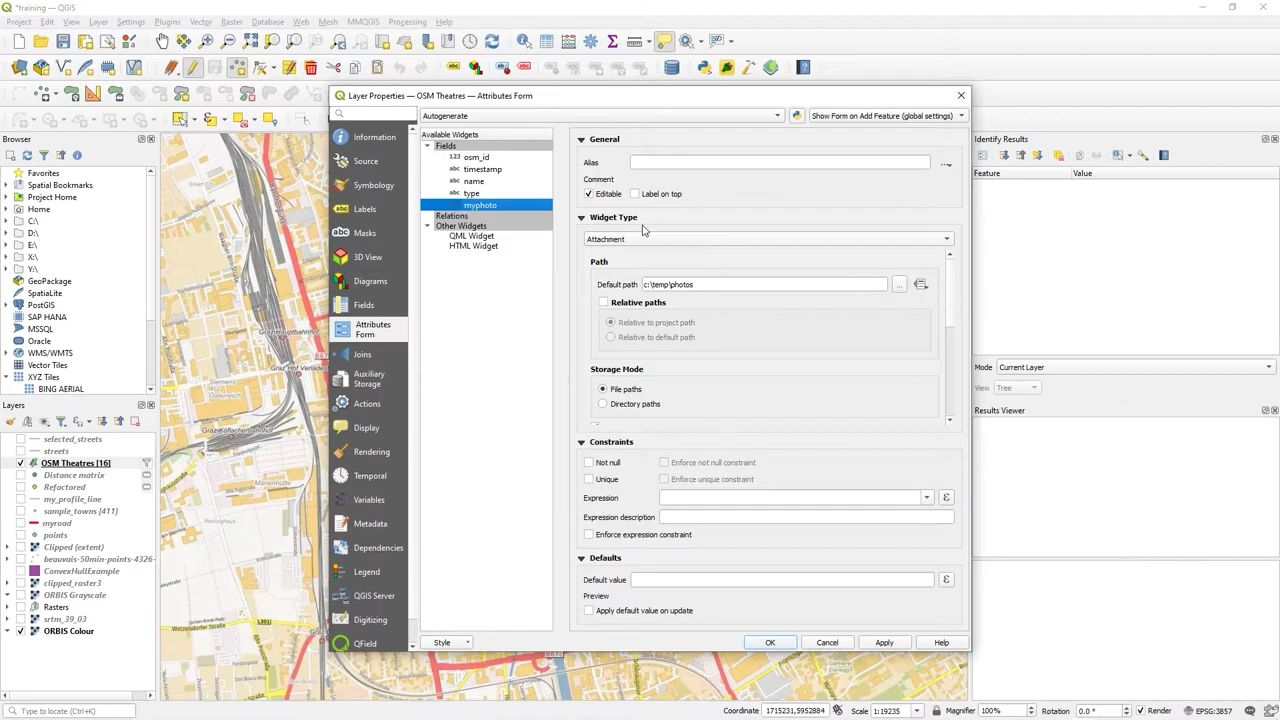 *training — QGIS
Project Edit View Layer Settings Plugins Vector Raster Database Web Mesh MMQGIS Processing Help
Layer Properties — OSM Theatres — Attributes Form
Autogenerate
Show Form on Add Feature (global settings)
Information
Source
Symbology
Labels
Masks
3D View
Diagrams
Fields
Attributes Form
Joins
Auxiliary Storage
Actions
Display
Rendering
Temporal
Variables
Metadata
Dependencies
Legend
QGIS Server
Digitizing
QField
Available Widgets
Fields
123 osm_id
abc timestamp
abc name
abc type
myphoto
Relations
Other Widgets
QML Widget
HTML Widget
General
Alias
Comment
Editable Label on top
Widget Type
Attachment
Path
Default path c:\temp\photos
Relative paths
Relative to project path
Relative to default path
Storage Mode
File paths
Directory paths
Constraints
Not null Enforce not null constraint
Unique Enforce unique constraint
Expression
Expression description
Enforce expression constraint
Defaults
Default value
Preview
Apply default value on update
Style OK Cancel Apply Help
Browser
Favorites
Spatial Bookmarks
Project Home
Home
C:\
D:\
E:\
X:\
Y:\
GeoPackage
SpatiaLite
PostGIS
SAP HANA
MSSQL
Oracle
WMS/WMTS
Vector Tiles
XYZ Tiles
BING AERIAL
Layers
selected_streets
streets
OSM Theatres [16]
Distance matrix
Refactored
my_profile_line
sample_towns [411]
myroad
points
Clipped (extent)
beauvais-50min-points-4326-
ConvexHullExample
clipped_raster3
ORBIS Grayscale
Rasters
srtm_39_03
ORBIS Colour
Identify Results
Feature Value
Mode Current Layer
View Tree
Results Viewer
Type to locate (Ctrl+K)
Coordinate 1715231,5952884 Scale 1:19235 Magnifier 100% Rotation 0.0 ° Render EPSG:3857